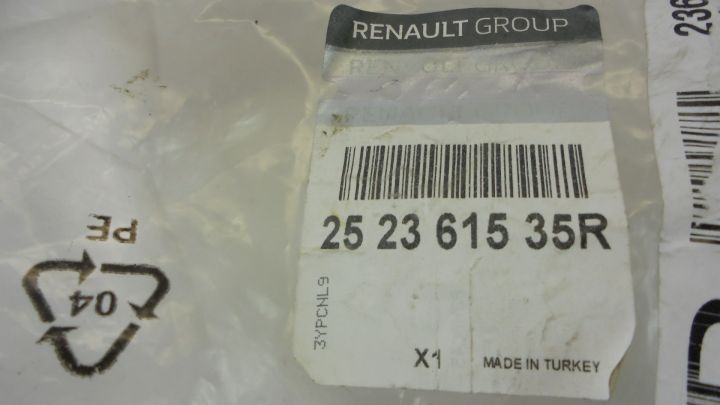 RENAULT GROUP
25 23 615 35R
3YPCNL9
X1
MADE IN TURKEY
PE
04
236